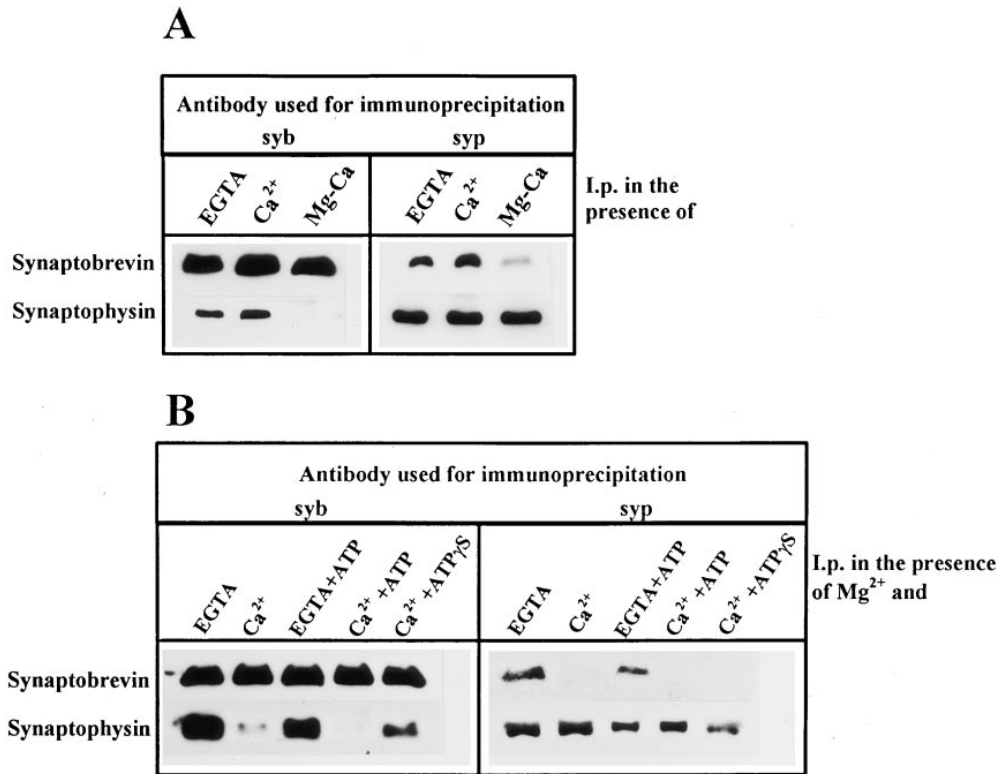 A
Antibody used for immunoprecipitation
syb syp
EGTA Ca2+ Mg-Ca EGTA Ca2+ Mg-Ca
I.p. in the
presence of
Synaptobrevin
Synaptophysin
B
Antibody used for immunoprecipitation
syb syp
EGTA Ca2+ EGTA+ATP Ca2+ +ATP Ca2+ +ATPγS EGTA Ca2+ EGTA+ATP Ca2+ +ATP Ca2+ +ATPγS
I.p. in the presence
of Mg2+ and
Synaptobrevin
Synaptophysin